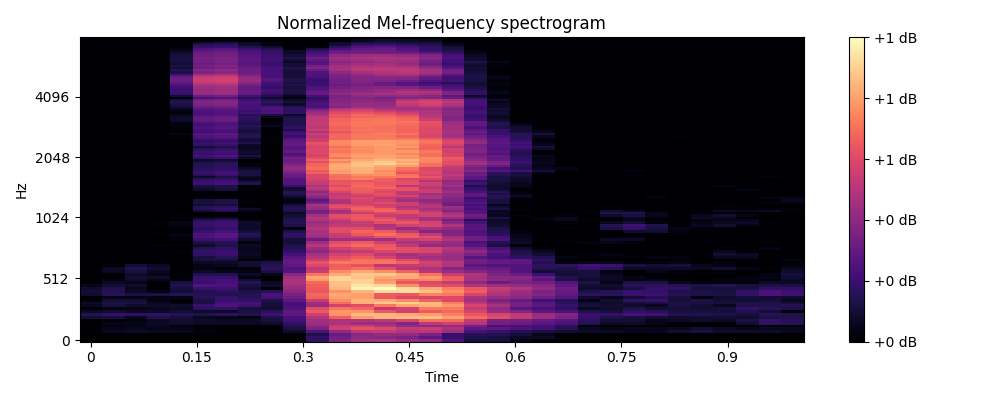 Normalized Mel-frequency spectrogram
Hz
4096
2048
1024
512
0
0
0.15
0.3
0.45
0.6
0.75
0.9
Time
+1 dB
+1 dB
+1 dB
+0 dB
+0 dB
+0 dB